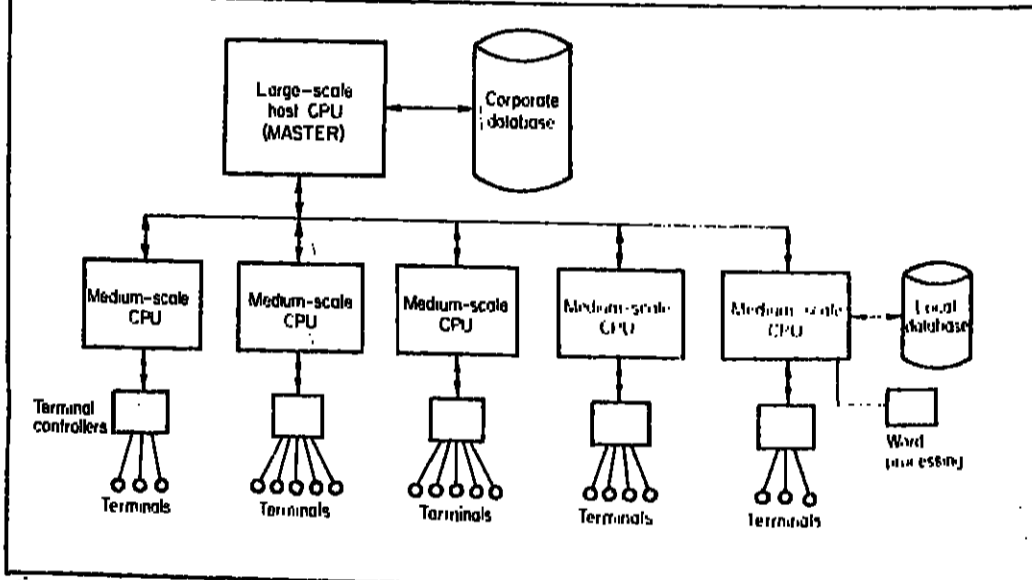 Large-scale
host CPU
(MASTER)
Corporate
database
Medium-scale
CPU
Medium-scale
CPU
Medium-scale
CPU
Medium-scale
CPU
Medium-scale
CPU
Local
database
Terminal
controllers
Word
processing
Terminals
Terminals
Terminals
Terminals
Terminals